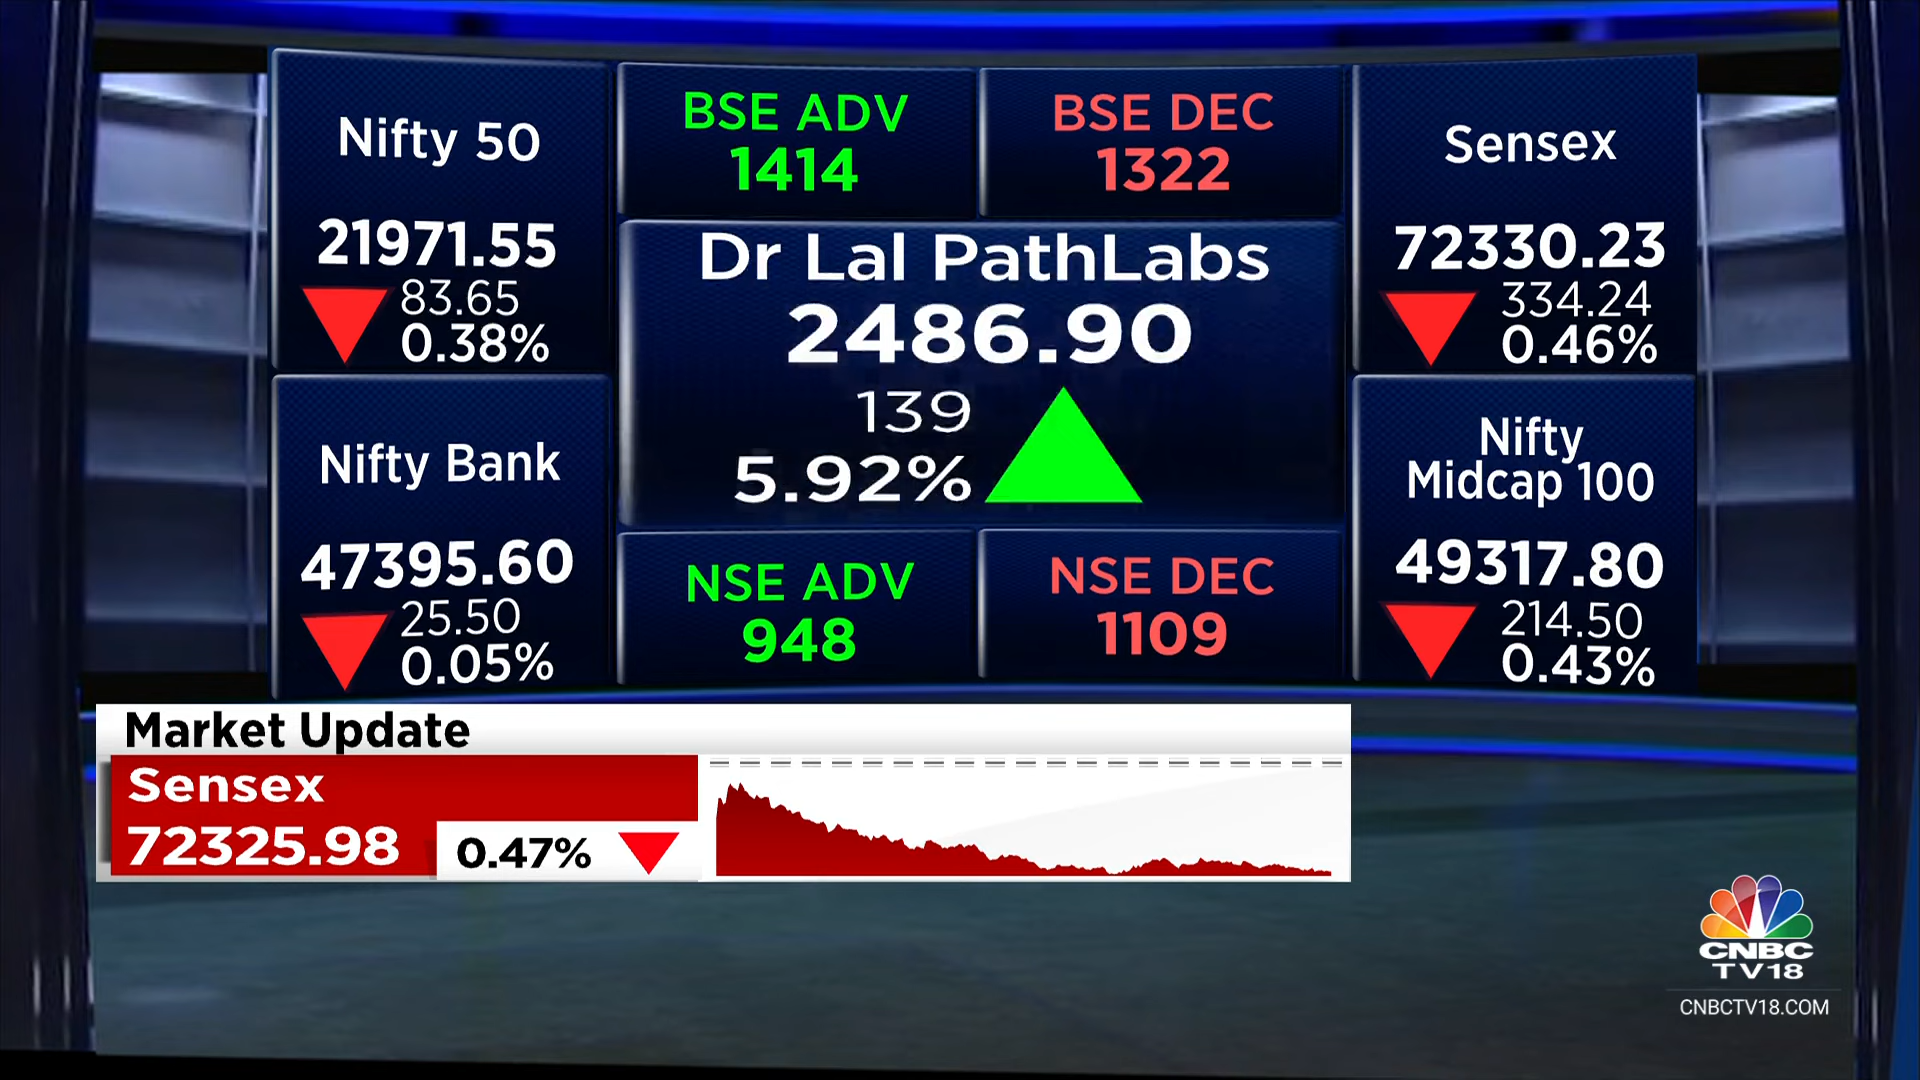 Nifty 50
21971.55
83.65
0.38%
BSE ADV
1414
BSE DEC
1322
Sensex
72330.23
334.24
0.46%
Dr Lal PathLabs
2486.90
139
5.92%
Nifty Bank
47395.60
25.50
0.05%
NSE ADV
948
NSE DEC
1109
Nifty
Midcap 100
49317.80
214.50
0.43%
Market Update
Sensex
72325.98
0.47%
CNBC
TV18
CNBCTV18.COM